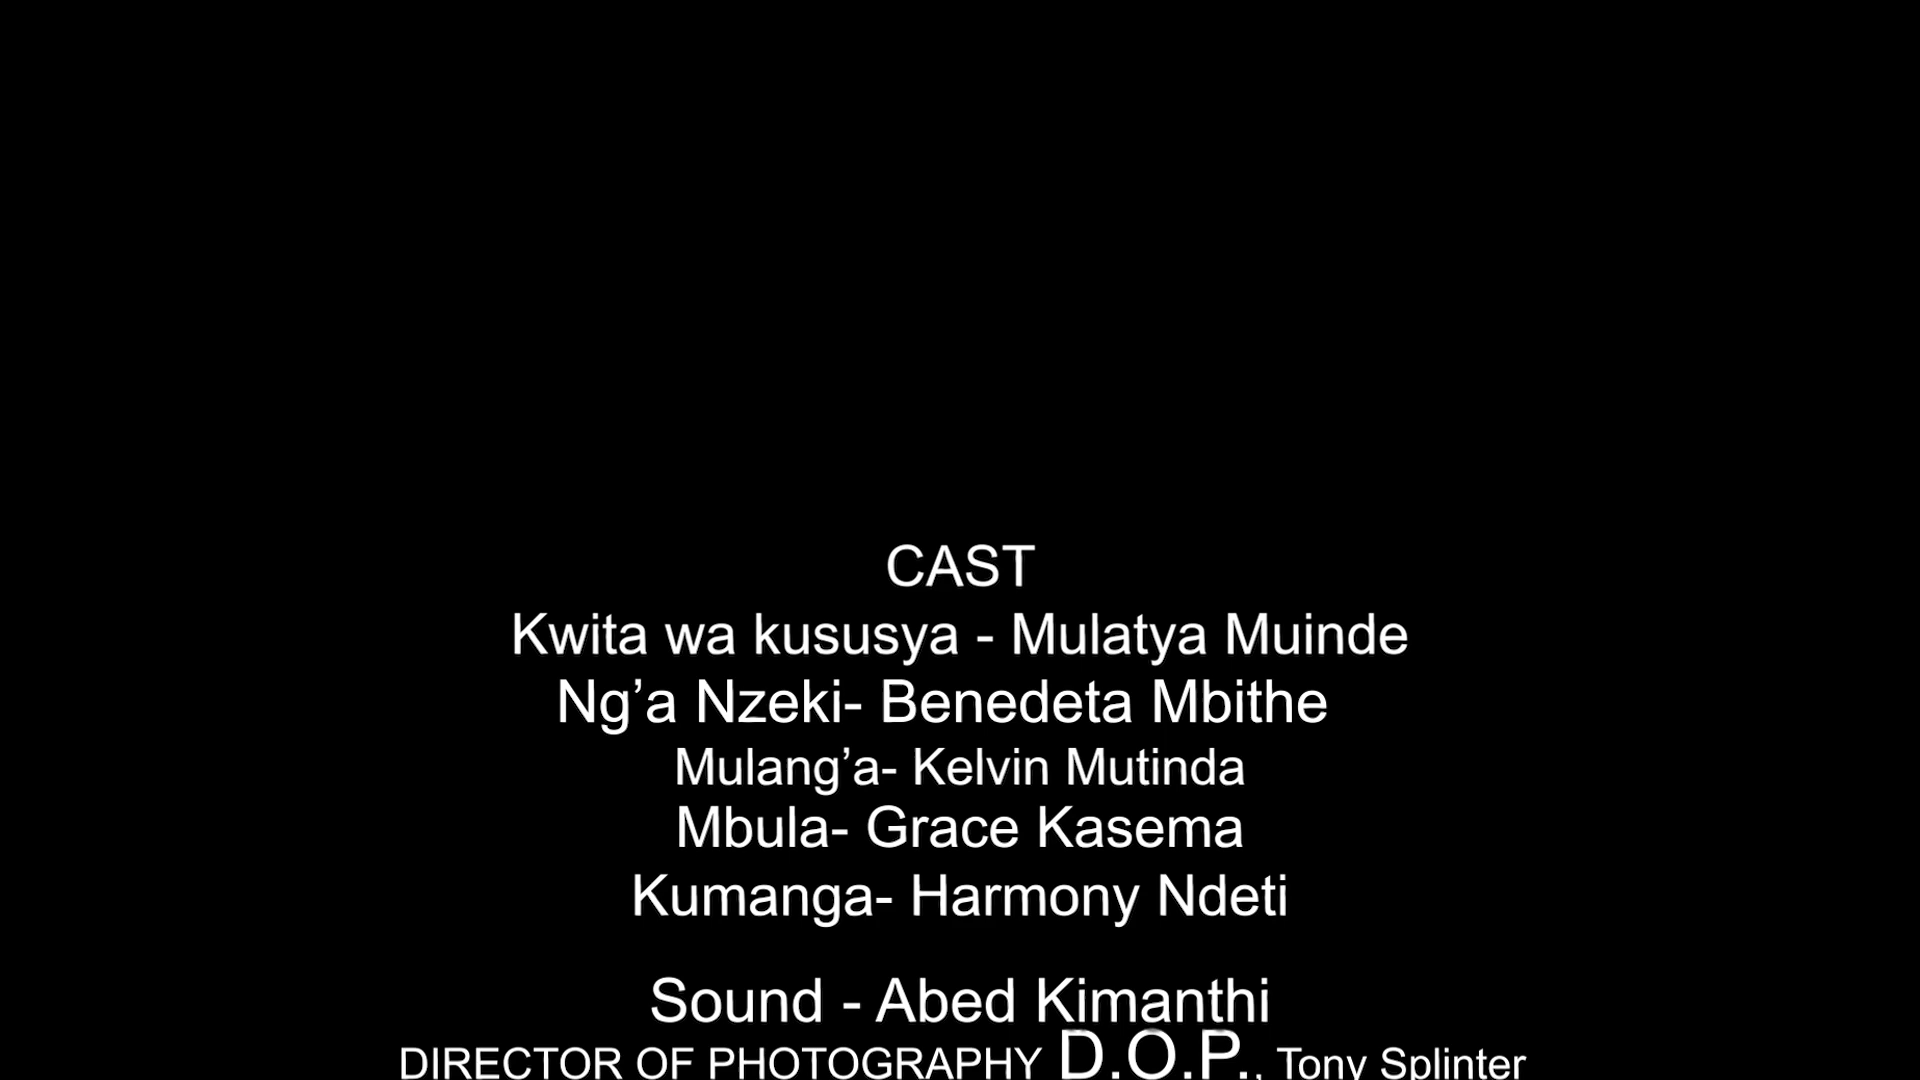 CAST
Kwita wa kususya - Mulatya Muinde
Ng’a Nzeki- Benedeta Mbithe
Mulang’a- Kelvin Mutinda
Mbula- Grace Kasema
Kumanga- Harmony Ndeti
Sound - Abed Kimanthi
DIRECTOR OF PHOTOGRAPHY D.O.P., Tony Splinter